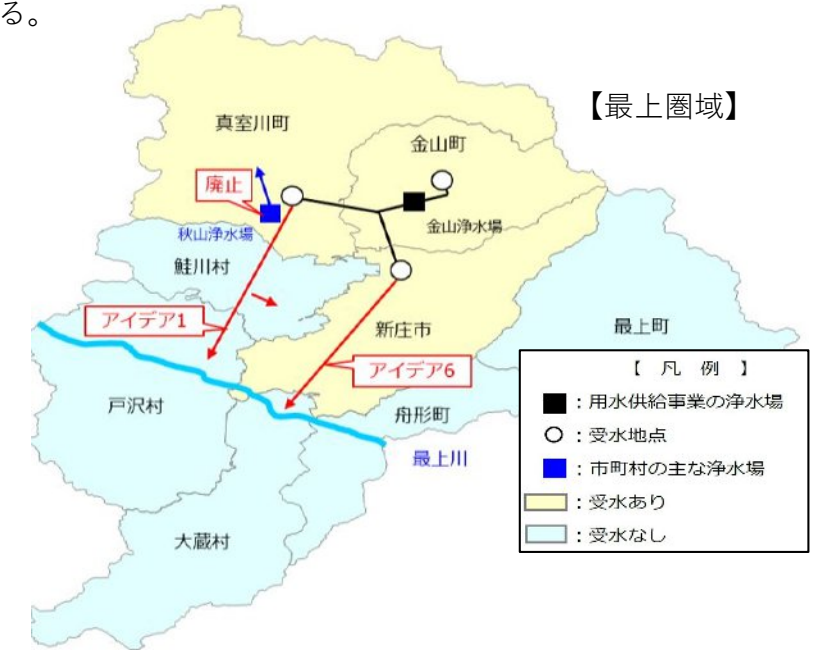 る。
【最上圏域】
真室川町
金山町
廃止
金山浄水場
秋山浄水場
鮭川村
アイデア1
新庄市
最上町
アイデア6
戸沢村
舟形町
最上川
大蔵村
【 凡 例 】
■：用水供給事業の浄水場
○：受水地点
■：市町村の主な浄水場
：受水あり
：受水なし